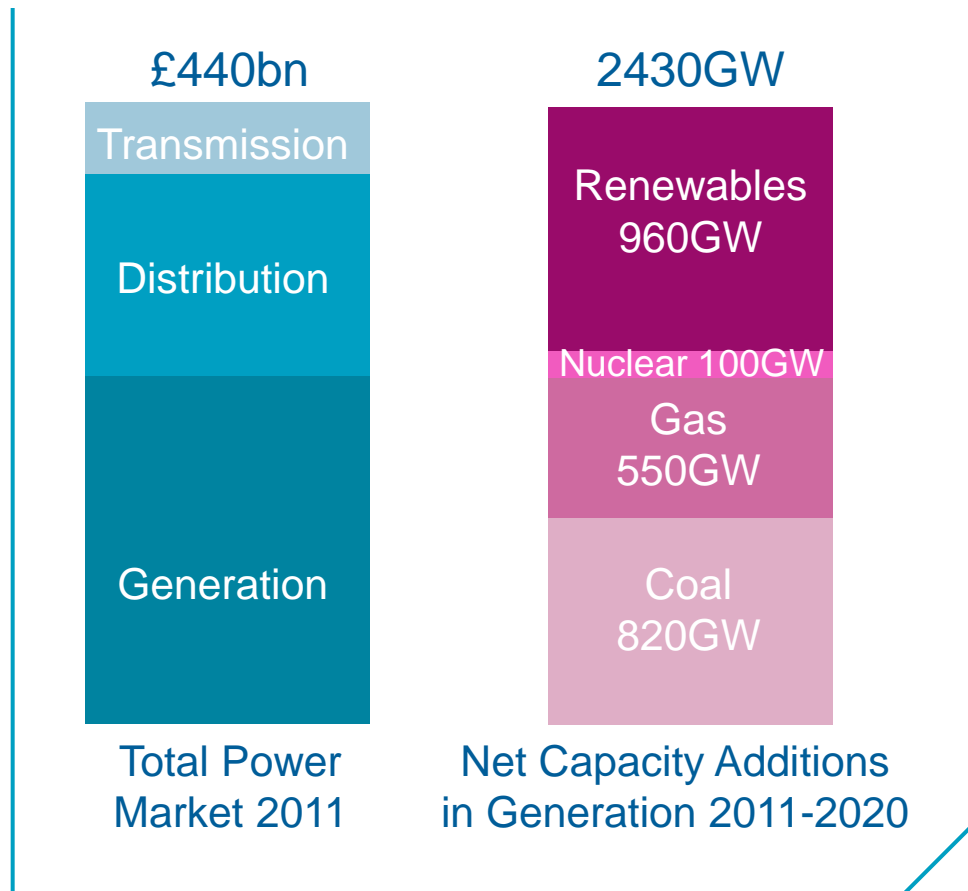 £440bn
Transmission
Distribution
Generation
Total Power
Market 2011
2430GW
Renewables
960GW
Nuclear 100GW
Gas
550GW
Coal
820GW
Net Capacity Additions
in Generation 2011-2020